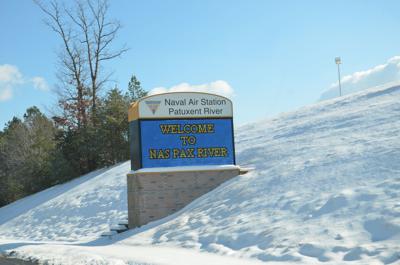 Naval Air Station
Patuxent River
WELCOME
TO
NAS PAX RIVER